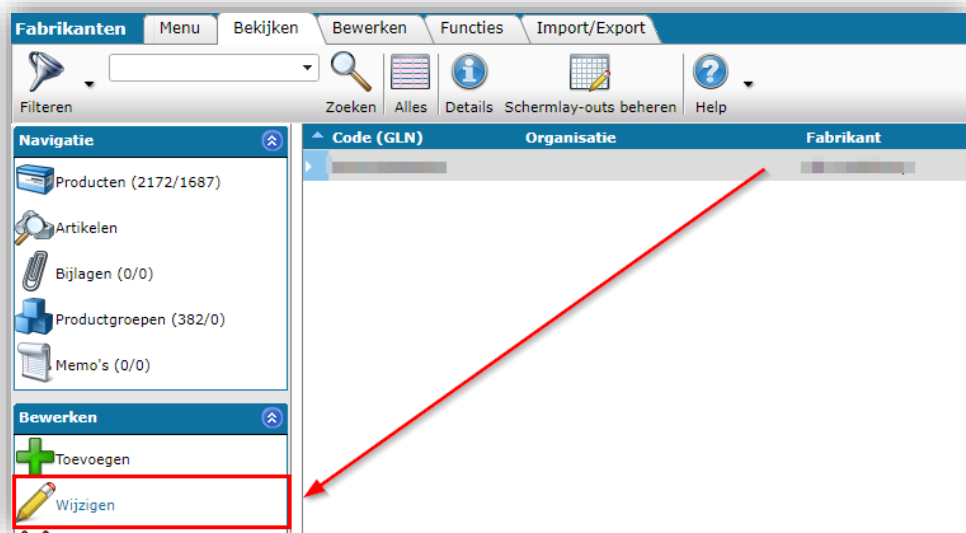 Fabrikanten Menu Bekijken Bewerken Functies Import/Export
Filteren Zoeken Alles Details Schermlay-outs beheren Help
Navigatie
Producten (2172/1687)
Artikelen
Bijlagen (0/0)
Productgroepen (382/0)
Memo's (0/0)
Bewerken
Toevoegen
Wijzigen
Code (GLN) Organisatie Fabrikant